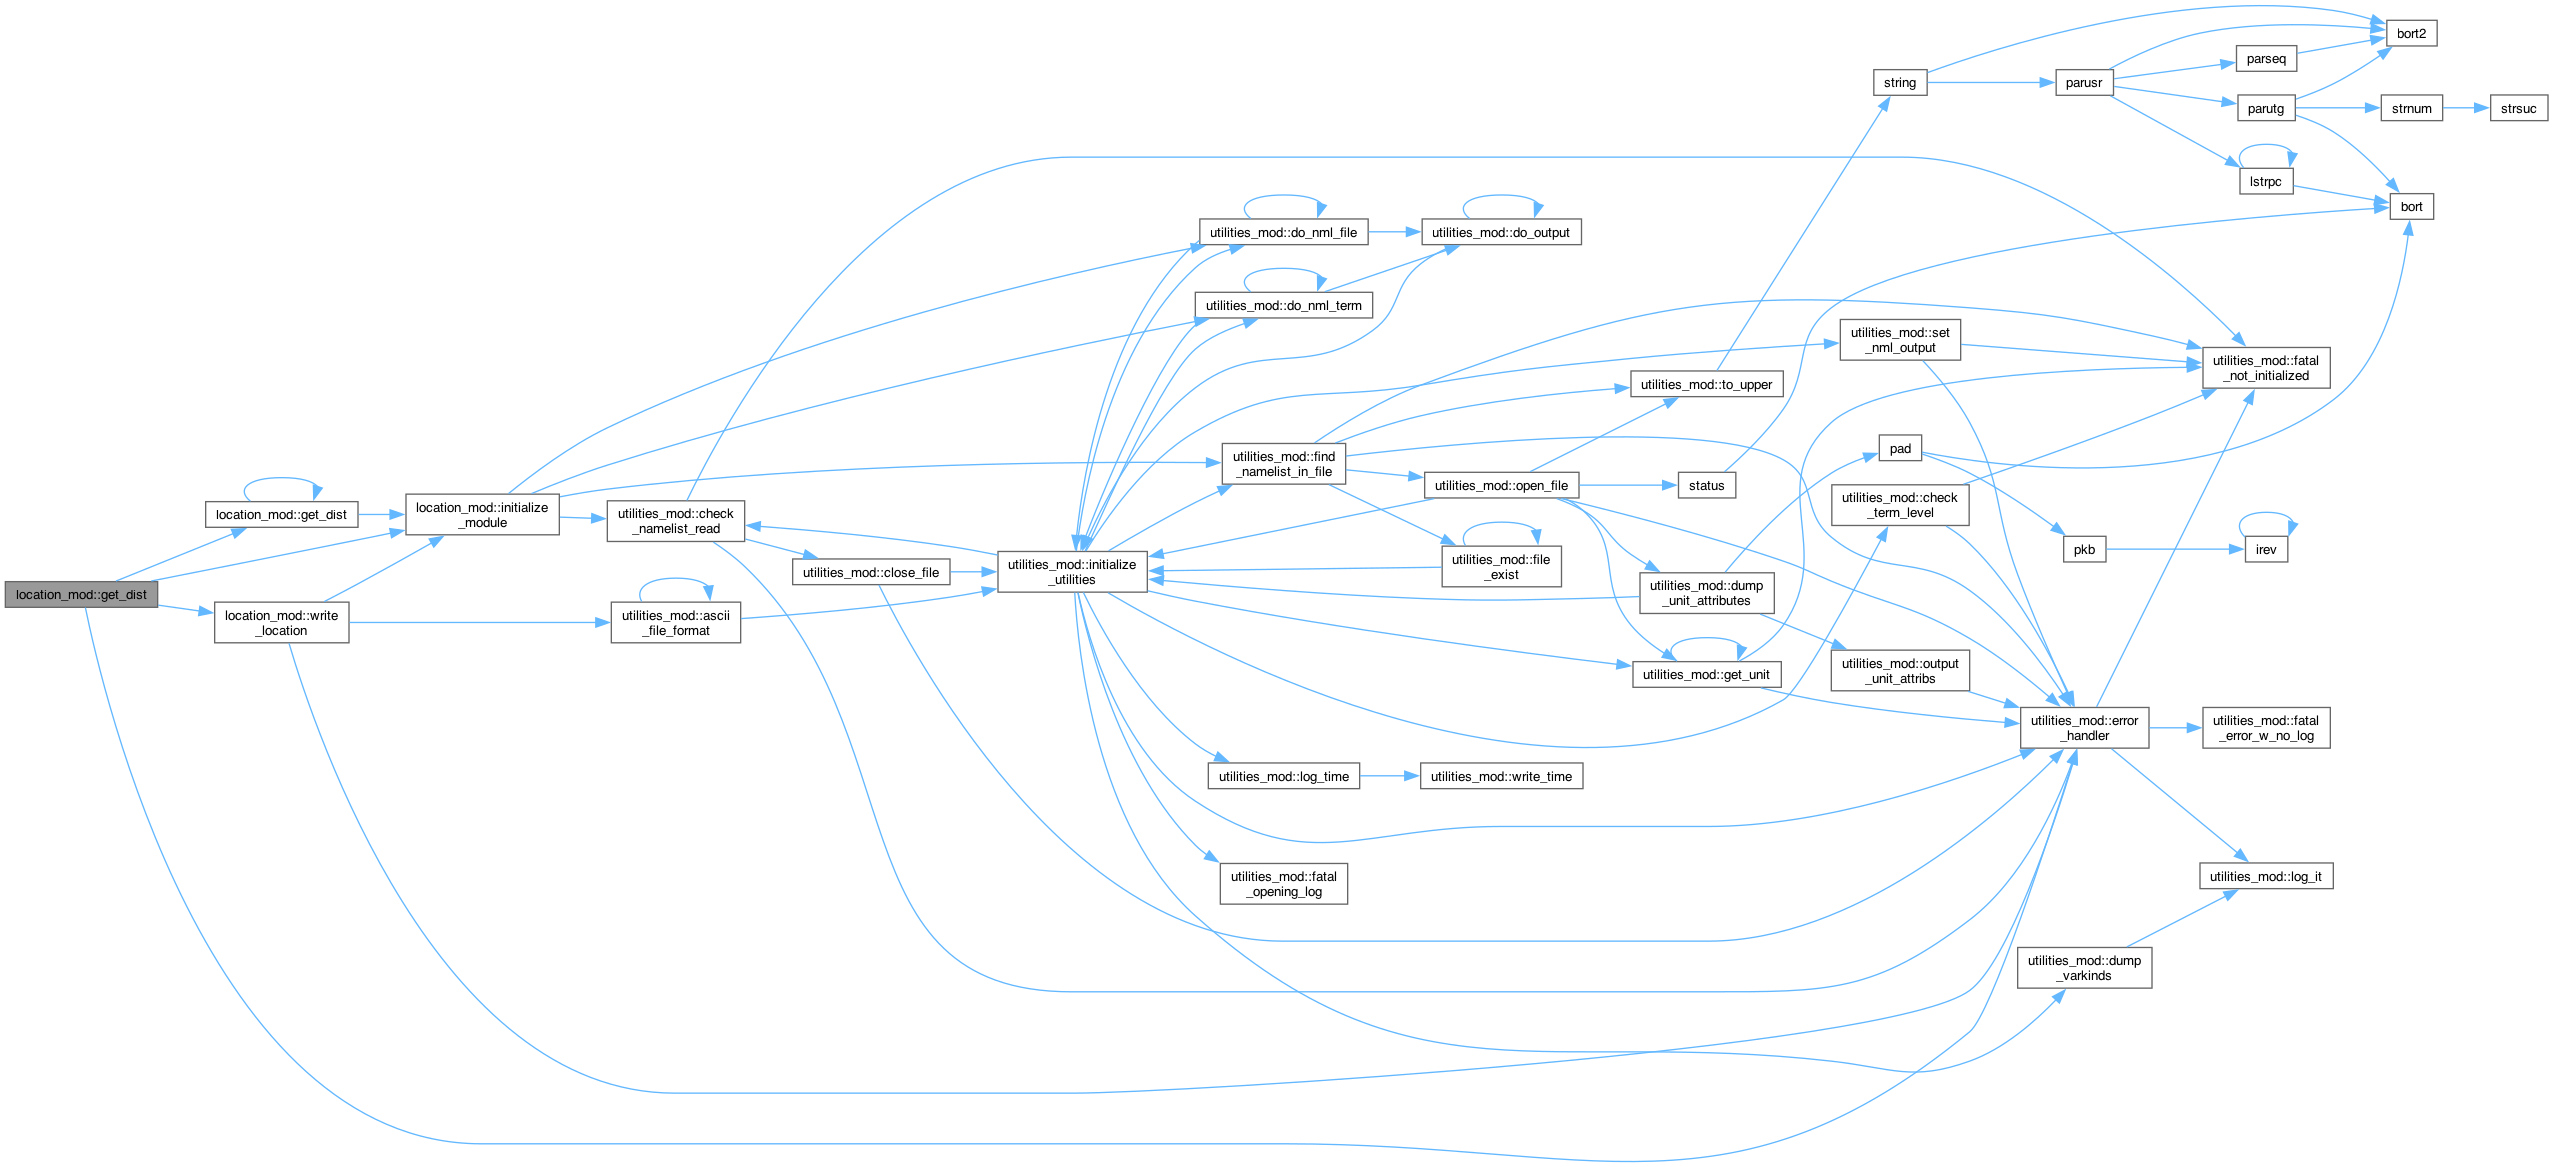 bort2
parseq
string
parusr
parutg
strnum
strsuc
lstrpc
bort
utilities_mod::do_nml_file
utilities_mod::do_output
utilities_mod::do_nml_term
utilities_mod::set
_nml_output
utilities_mod::fatal
_not_initialized
utilities_mod::to_upper
utilities_mod::find
_namelist_in_file
pad
utilities_mod::open_file
status
utilities_mod::check
_term_level
location_mod::get_dist
location_mod::initialize
_module
utilities_mod::check
_namelist_read
pkb
irev
utilities_mod::close_file
utilities_mod::initialize
_utilities
utilities_mod::file
_exist
location_mod::get_dist
utilities_mod::dump
_unit_attributes
location_mod::write
_location
utilities_mod::ascii
_file_format
utilities_mod::get_unit
utilities_mod::output
_unit_attribs
utilities_mod::error
_handler
utilities_mod::fatal
_error_w_no_log
utilities_mod::log_time
utilities_mod::write_time
utilities_mod::fatal
_opening_log
utilities_mod::log_it
utilities_mod::dump
_varkinds